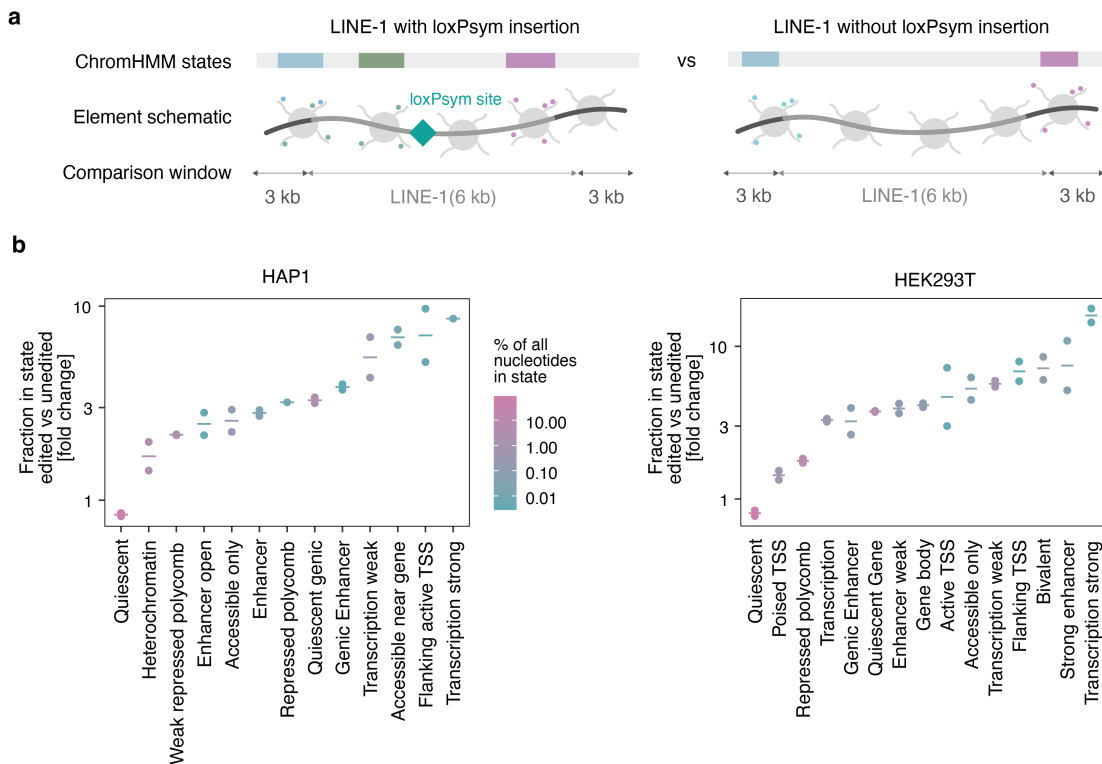 a
LINE-1 with loxPsym insertion
LINE-1 without loxPsym insertion
ChromHMM states
vs
Element schematic
loxPsym site
Comparison window
3 kb
LINE-1(6 kb)
3 kb
3 kb
LINE-1(6 kb)
3 kb
b
HAP1
Fraction in state
edited vs unedited
[fold change]
10
3
1
Quiescent
Heterochromatin
Weak repressed polycomb
Enhancer open
Accessible only
Enhancer
Repressed polycomb
Quiescent genic
Genic Enhancer
Transcription weak
Accessible near gene
Flanking active TSS
Transcription strong
% of all
nucleotides
in state
10.00
1.00
0.10
0.01
HEK293T
Fraction in state
edited vs unedited
[fold change]
10
3
1
Quiescent
Poised TSS
Repressed polycomb
Transcription
Genic Enhancer
Quiescent Gene
Enhancer weak
Gene body
Active TSS
Accessible only
Transcription weak
Flanking TSS
Bivalent
Strong enhancer
Transcription strong